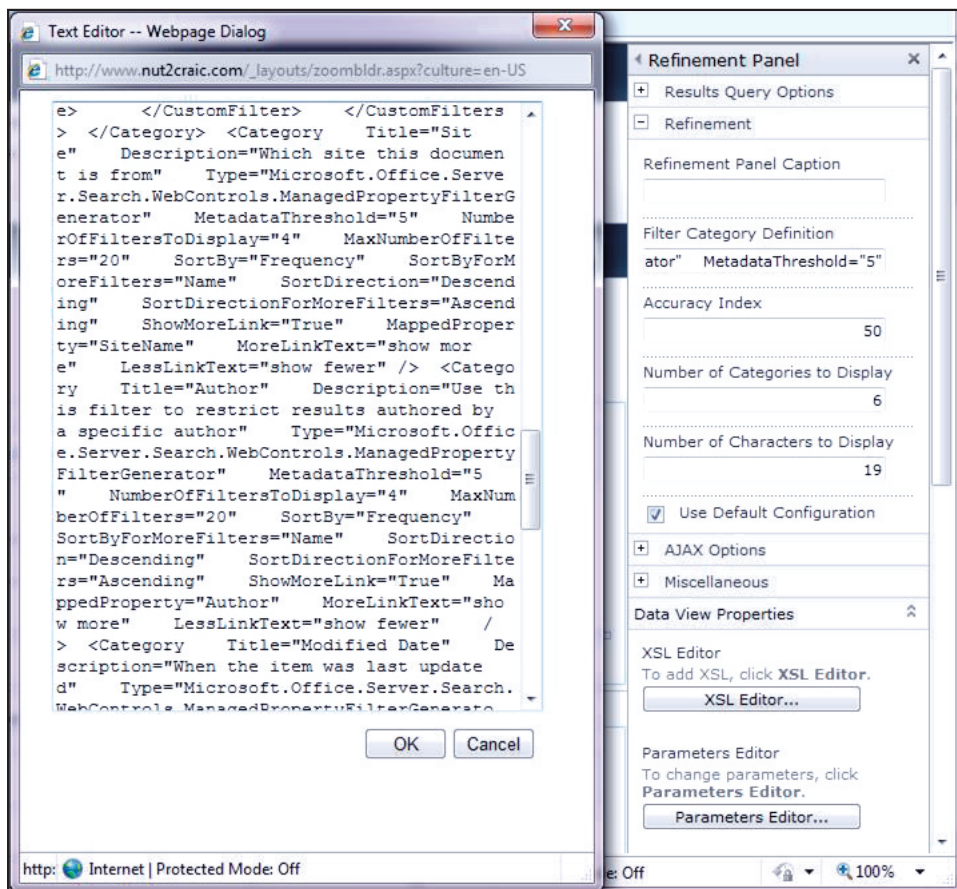 Text Editor -- Webpage Dialog
http://www.nut2craic.com/_layouts/zoombldr.aspx?culture=en-US
e>      </CustomFilter>    </CustomFilters
>  </Category>  <Category    Title="Sit
e"    Description="Which site this documen
t is from"    Type="Microsoft.Office.Serve
r.Search.WebControls.ManagedPropertyFilterG
enerator"    MetadataThreshold="5"    Numbe
rOfFiltersToDisplay="4"    MaxNumberOfFilte
rs="20"    SortBy="Frequency"    SortByForM
oreFilters="Name"    SortDirection="Descend
ing"    SortDirectionForMoreFilters="Ascend
ing"    ShowMoreLink="True"    MappedProper
ty="SiteName"    MoreLinkText="show mor
e"    LessLinkText="show fewer" />  <Catego
ry    Title="Author"    Description="Use th
is filter to restrict results authored by
a specific author"    Type="Microsoft.Offic
e.Server.Search.WebControls.ManagedProperty
FilterGenerator"    MetadataThreshold="5
"    NumberOfFiltersToDisplay="4"    MaxNum
berOfFilters="20"    SortBy="Frequency"
SortByForMoreFilters="Name"    SortDirectio
n="Descending"    SortDirectionForMoreFilte
rs="Ascending"    ShowMoreLink="True"    Ma
ppedProperty="Author"    MoreLinkText="sho
w more"    LessLinkText="show fewer"    /
>  <Category    Title="Modified Date"    De
scription="When the item was last update
d"    Type="Microsoft.Office.Server.Search.
WebControls.ManagedPropertyFilterGenerato
OK
Cancel
http: Internet | Protected Mode: Off
Refinement Panel
Results Query Options
Refinement
Refinement Panel Caption
Filter Category Definition
ator"    MetadataThreshold="5"
Accuracy Index
50
Number of Categories to Display
6
Number of Characters to Display
19
Use Default Configuration
AJAX Options
Miscellaneous
Data View Properties
XSL Editor
To add XSL, click XSL Editor.
XSL Editor...
Parameters Editor
To change parameters, click
Parameters Editor.
Parameters Editor...
e: Off
100%